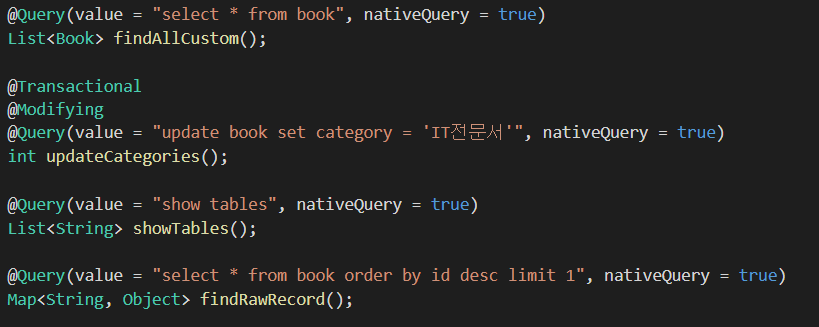 @Query(value = "select * from book", nativeQuery = true)
List<Book> findAllCustom();
@Transactional
@Modifying
@Query(value = "update book set category = 'IT전문서'", nativeQuery = true)
int updateCategories();
@Query(value = "show tables", nativeQuery = true)
List<String> showTables();
@Query(value = "select * from book order by id desc limit 1", nativeQuery = true)
Map<String, Object> findRawRecord();